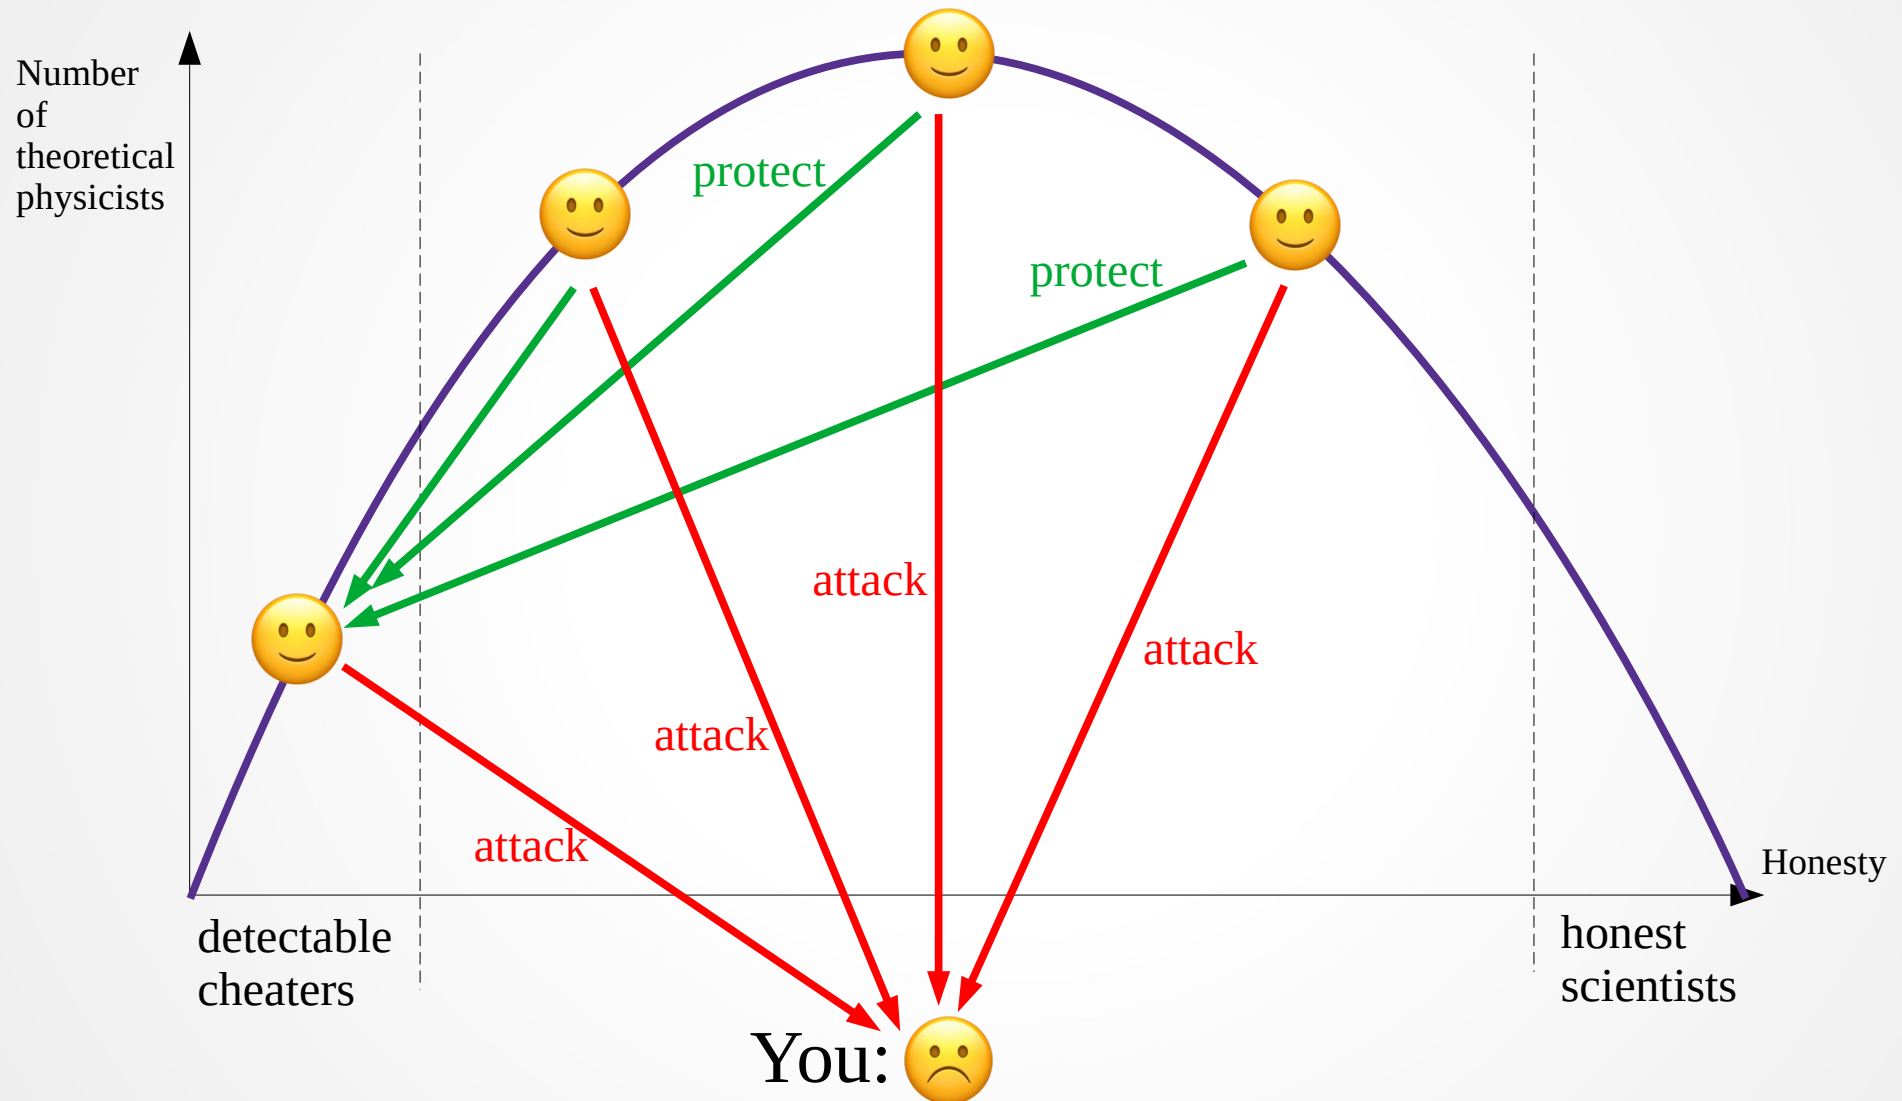 Number
of
theoretical
physicists
protect
protect
attack
attack
attack
attack
Honesty
detectable
cheaters
honest
scientists
You: